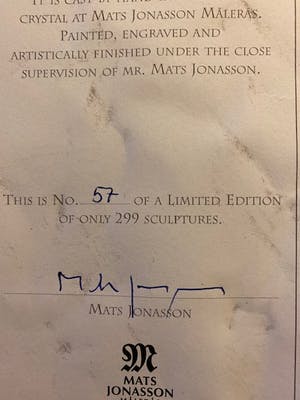 CRYSTAL AT MATS JONASSON MÅLERÅS.
PAINTED, ENGRAVED AND
ARTISTICALLY FINISHED UNDER THE CLOSE
SUPERVISION OF MR. MATS JONASSON.
THIS IS NO. 57 OF A LIMITED EDITION
OF ONLY 299 SCULPTURES.
MATS JONASSON
M
MATS
JONASSON